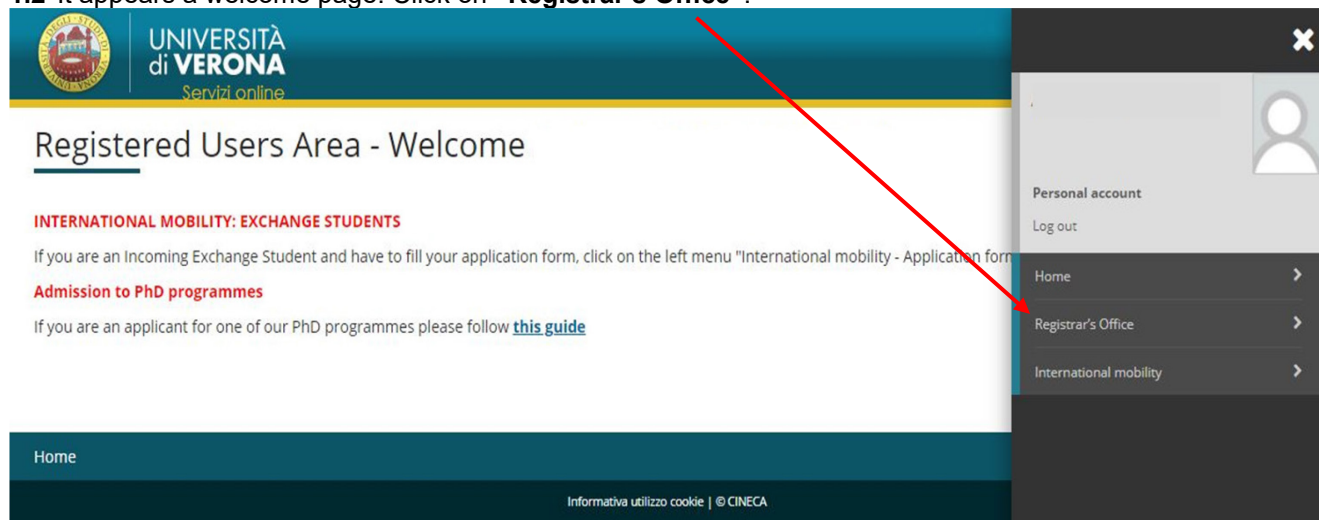 1.2 It appears a welcome page. Click on "Registrar's Office".
UNIVERSITÀ
di VERONA
Servizi online
Registered Users Area - Welcome
INTERNATIONAL MOBILITY: EXCHANGE STUDENTS
If you are an Incoming Exchange Student and have to fill your application form, click on the left menu "International mobility - Application form
Admission to PhD programmes
If you are an applicant for one of our PhD programmes please follow this guide
Personal account
Log out
Home
Registrar's Office
International mobility
Home
Informativa utilizzo cookie | © CINECA